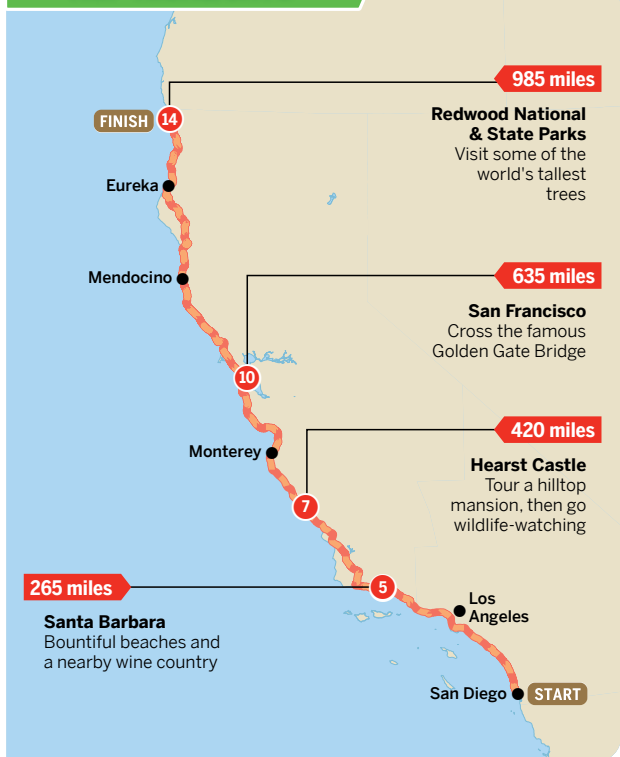 985 miles
Redwood National
& State Parks
Visit some of the
world's tallest
trees
FINISH
14
Eureka
Mendocino
635 miles
San Francisco
Cross the famous
Golden Gate Bridge
10
420 miles
Hearst Castle
Tour a hilltop
mansion, then go
wildlife-watching
Monterey
7
265 miles
Santa Barbara
Bountiful beaches and
a nearby wine country
5
Los
Angeles
San Diego
START